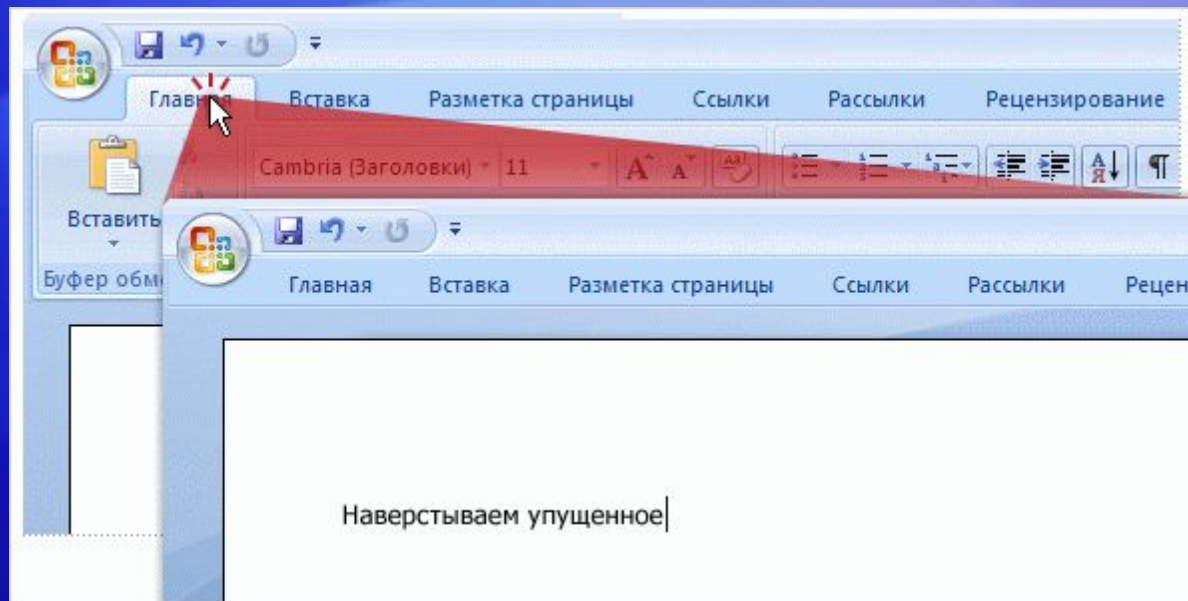 Главная Вставка Разметка страницы Ссылки Рассылки Рецензирование
Cambria (Заголовки) 11
Вставить
Буфер обм
Главная Вставка Разметка страницы Ссылки Рассылки Рецен
Наверстываем упущенное